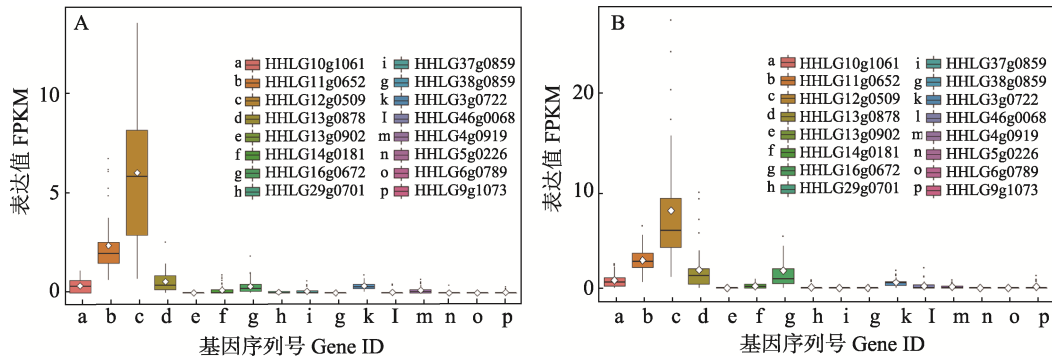 A
表达值 FPKM
10
5
0
a HHLG10g1061 i HHLG37g0859
b HHLG11g0652 g HHLG38g0859
c HHLG12g0509 k HHLG3g0722
d HHLG13g0878 l HHLG46g0068
e HHLG13g0902 m HHLG4g0919
f HHLG14g0181 n HHLG5g0226
g HHLG16g0672 o HHLG6g0789
h HHLG29g0701 p HHLG9g1073
a b c d e f g h i g k l m n o p
基因序列号 Gene ID
B
表达值 FPKM
20
10
0
a HHLG10g1061 i HHLG37g0859
b HHLG11g0652 g HHLG38g0859
c HHLG12g0509 k HHLG3g0722
d HHLG13g0878 l HHLG46g0068
e HHLG13g0902 m HHLG4g0919
f HHLG14g0181 n HHLG5g0226
g HHLG16g0672 o HHLG6g0789
h HHLG29g0701 p HHLG9g1073
a b c d e f g h i g k l m n o p
基因序列号 Gene ID